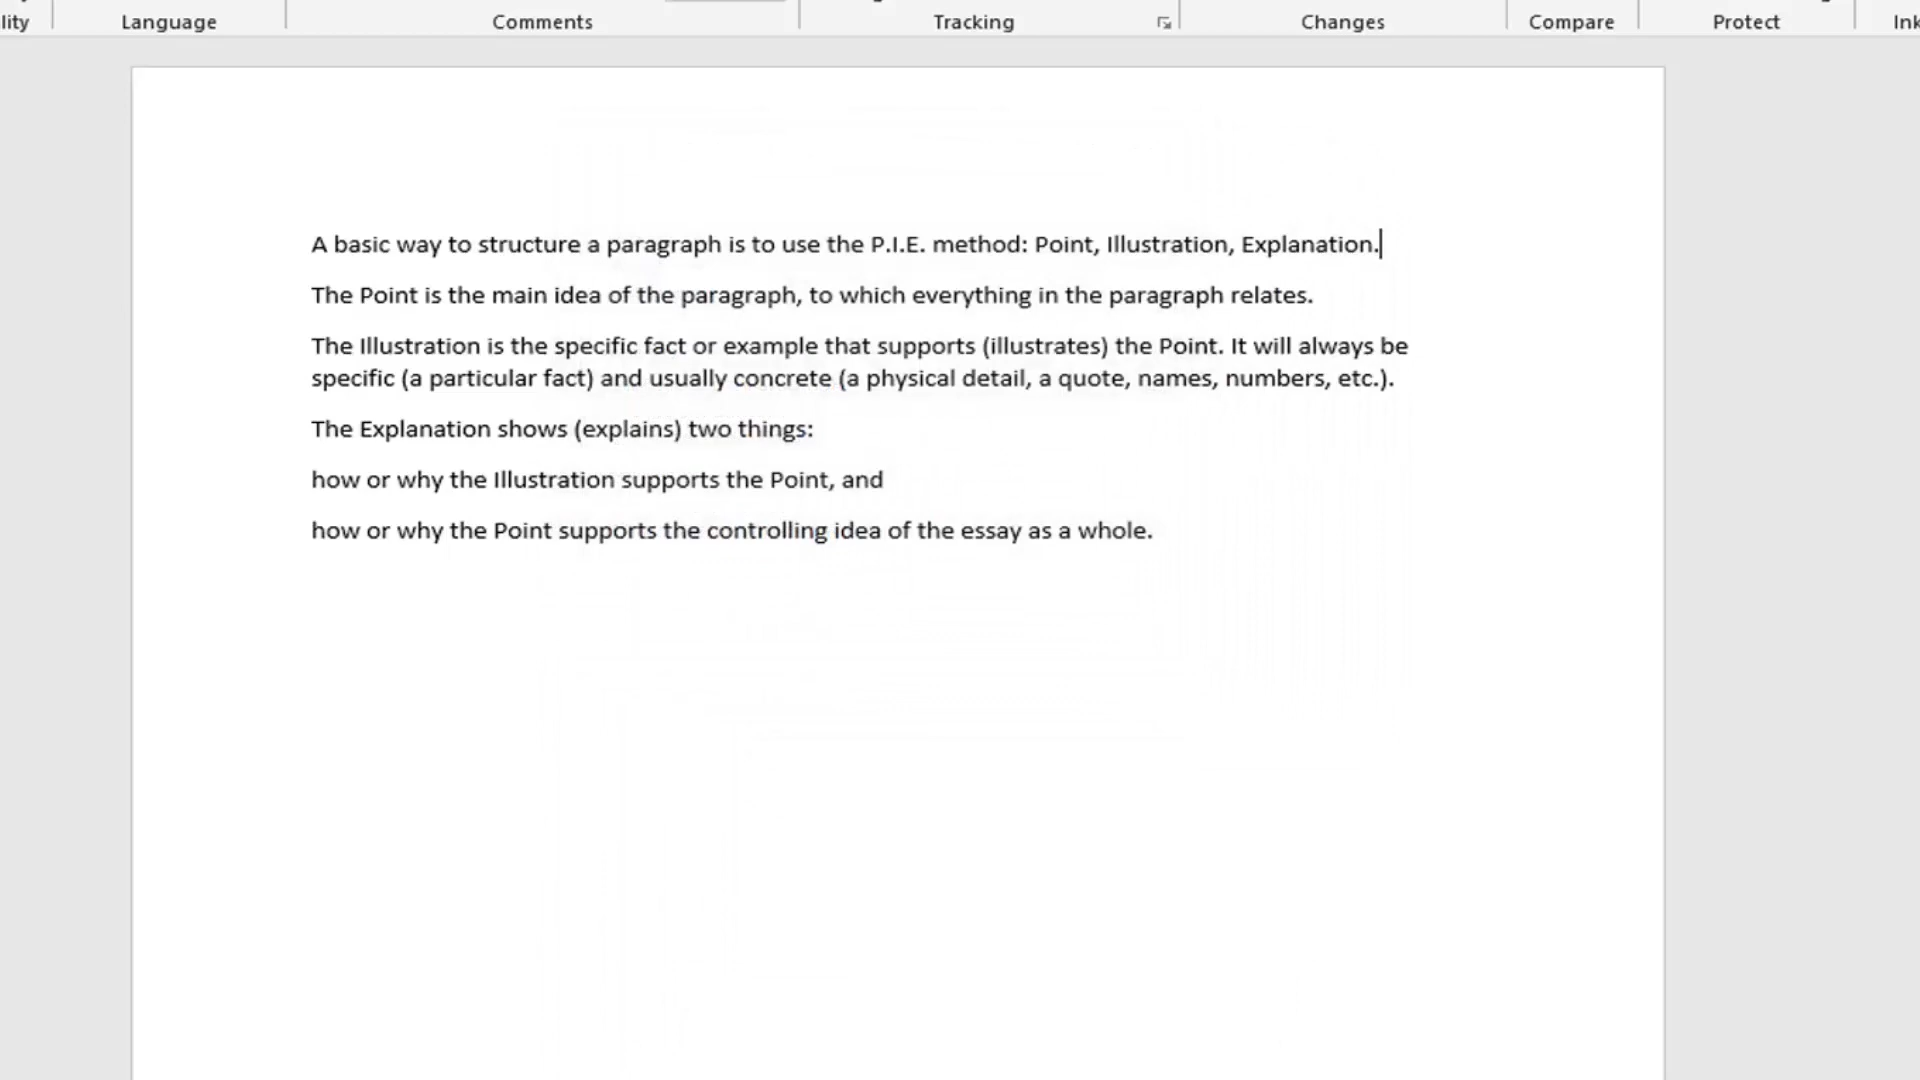 lity Language Comments Tracking Changes Compare Protect Ink
A basic way to structure a paragraph is to use the P.I.E. method: Point, Illustration, Explanation.
The Point is the main idea of the paragraph, to which everything in the paragraph relates.
The Illustration is the specific fact or example that supports (illustrates) the Point. It will always be
specific (a particular fact) and usually concrete (a physical detail, a quote, names, numbers, etc.).
The Explanation shows (explains) two things:
how or why the Illustration supports the Point, and
how or why the Point supports the controlling idea of the essay as a whole.